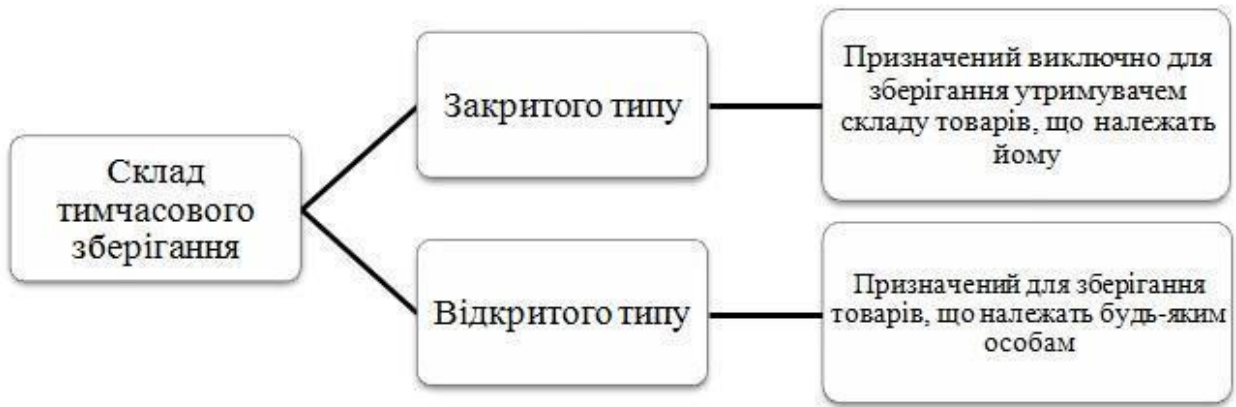 Склад
тимчасового
зберігання
Закритого типу
Призначений виключно для
зберігання утримувачем
складу товарів, що належать
йому
Відкритого типу
Призначений для зберігання
товарів, що належать будь-яким
особам